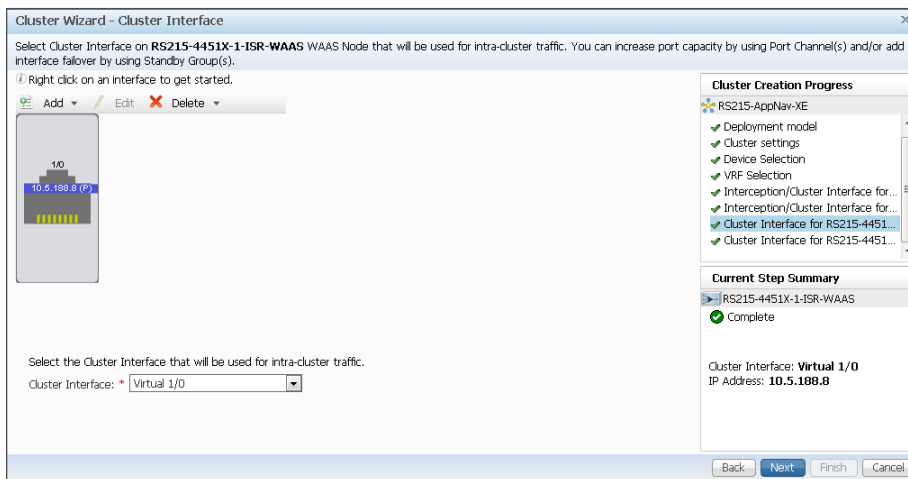 Cluster Wizard - Cluster Interface
Select Cluster Interface on RS215-4451X-1-ISR-WAAS WAAS Node that will be used for intra-cluster traffic. You can increase port capacity by using Port Channel(s) and/or add
interface failover by using Standby Group(s).
Right click on an interface to get started.
Add Edit Delete
1/0
10.5.188.8 (P)
Select the Cluster Interface that will be used for intra-cluster traffic.
Cluster Interface: * Virtual 1/0
Cluster Creation Progress
RS215-AppNav-XE
Deployment model
Cluster settings
Device Selection
VRF Selection
Interception/Cluster Interface for...
Interception/Cluster Interface for...
Cluster Interface for RS215-4451...
Cluster Interface for RS215-4451...
Current Step Summary
RS215-4451X-1-ISR-WAAS
Complete
Cluster Interface: Virtual 1/0
IP Address: 10.5.188.8
Back Next Finish Cancel